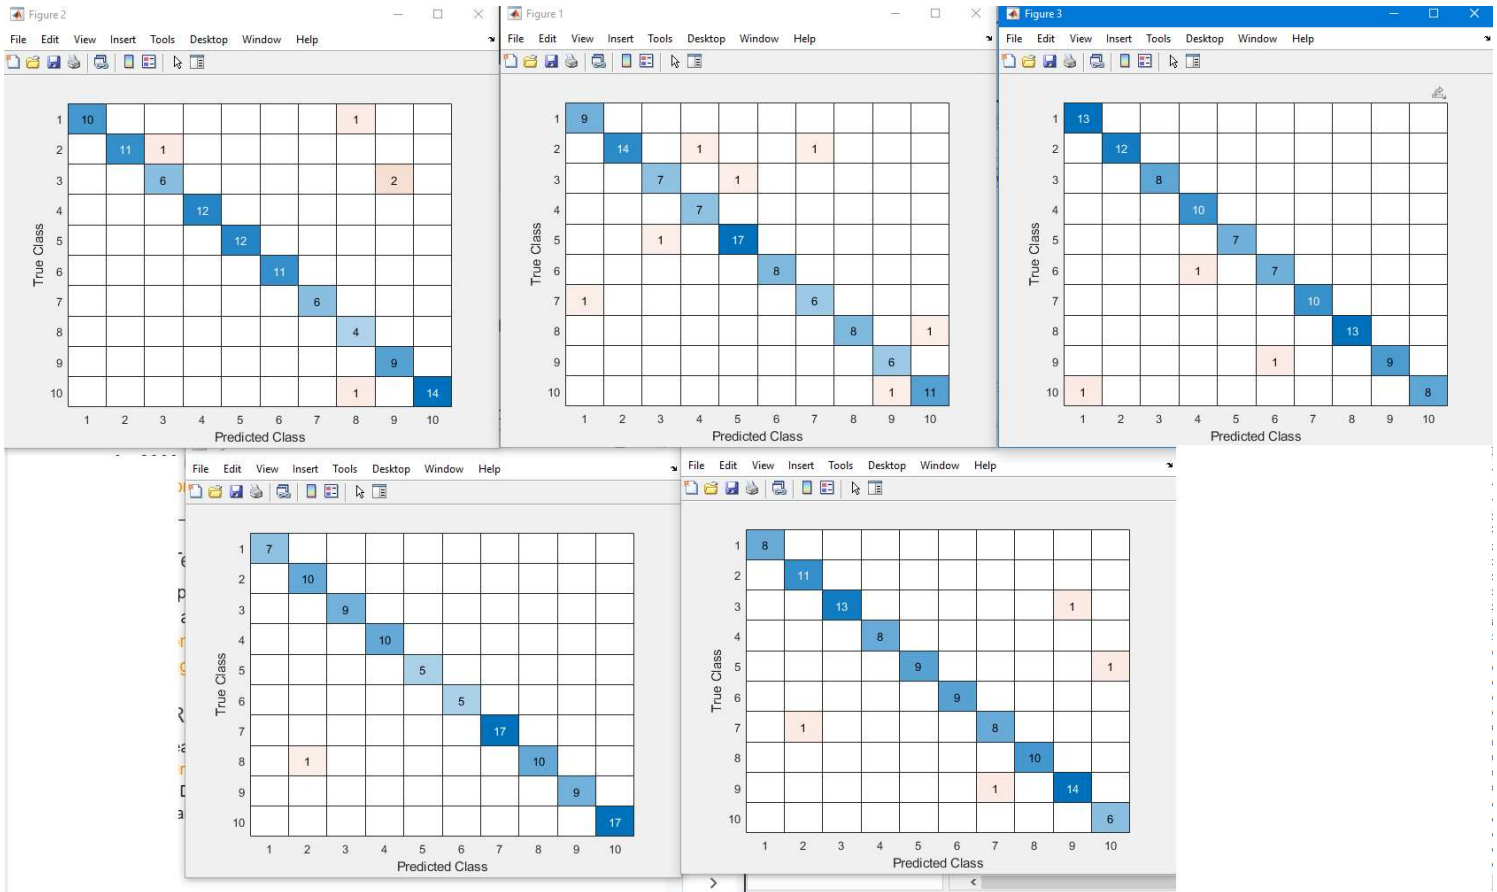 Figure 2
File Edit View Insert Tools Desktop Window Help
True Class
1 10 1
2 11 1
3 6 2
4 12
5 12
6 11
7 6
8 4
9 9
10 1 14
1 2 3 4 5 6 7 8 9 10
Predicted Class
Figure 1
File Edit View Insert Tools Desktop Window Help
True Class
1 9
2 14 1 1
3 7 1
4 7
5 1 17
6 8
7 1 6
8 8 1
9 6
10 1 11
1 2 3 4 5 6 7 8 9 10
Predicted Class
Figure 3
File Edit View Insert Tools Desktop Window Help
True Class
1 13
2 12
3 8
4 10
5 7
6 1 7
7 10
8 13
9 1 9
10 1 8
1 2 3 4 5 6 7 8 9 10
Predicted Class
File Edit View Insert Tools Desktop Window Help
True Class
1 7
2 10
3 9
4 10
5 5
6 5
7 17
8 1 10
9 9
10 17
1 2 3 4 5 6 7 8 9 10
Predicted Class
File Edit View Insert Tools Desktop Window Help
True Class
1 8
2 11
3 13 1
4 8
5 9 1
6 9
7 1 8
8 10
9 1 14
10 6
1 2 3 4 5 6 7 8 9 10
Predicted Class